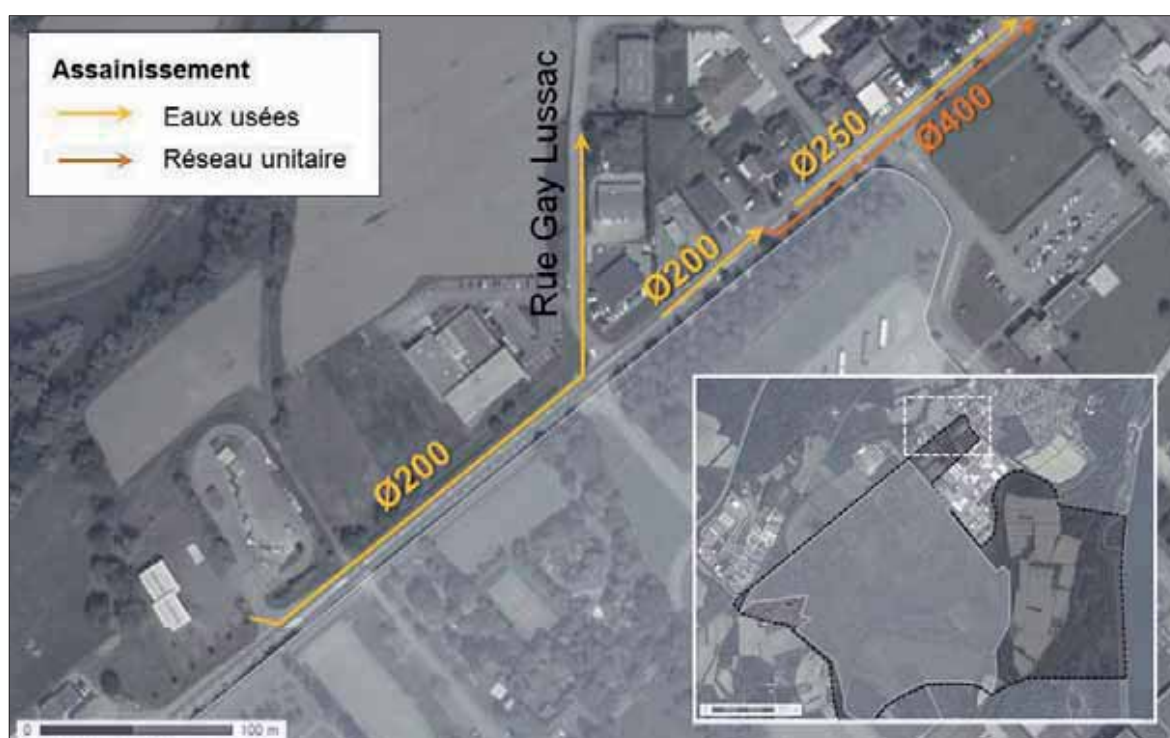 Assainissement
Eaux usées
Réseau unitaire
Rue Gay Lussac
Ø250
Ø400
Ø200
Ø200
0 100 m